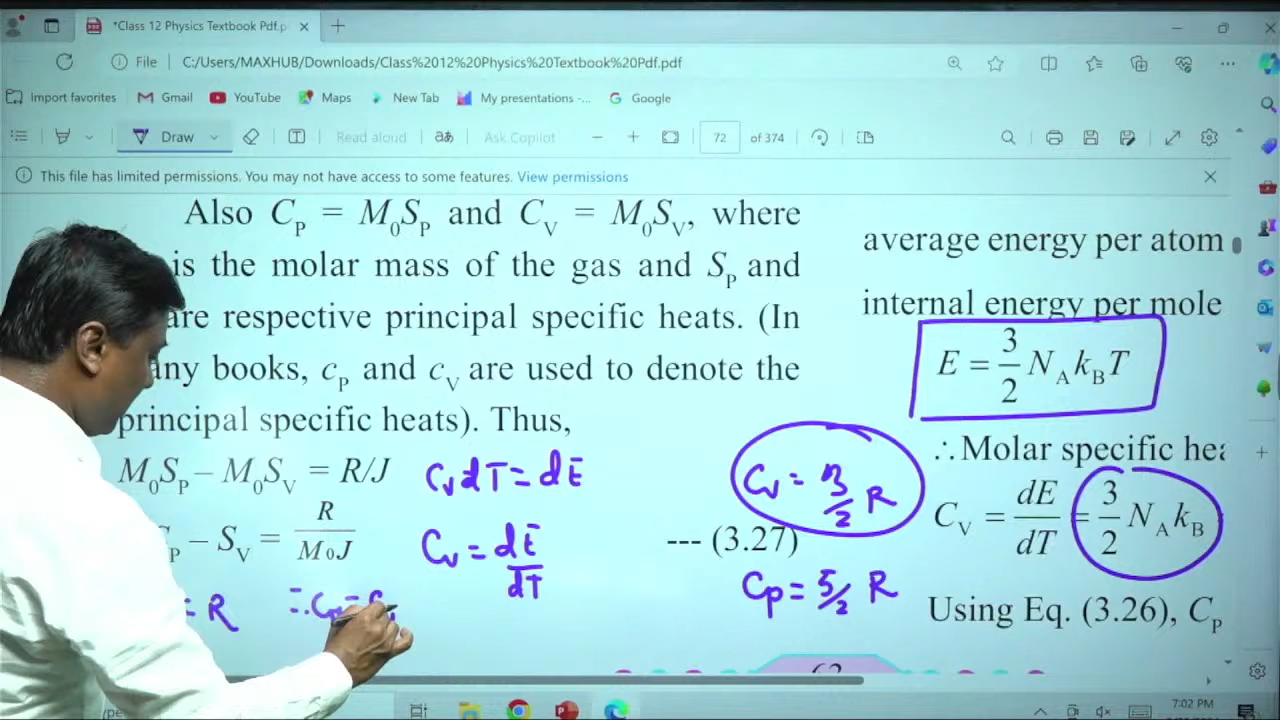 *Class 12 Physics Textbook Pdf.p
File C:/Users/MAXHUB/Downloads/Class%2012%20Physics%20Textbook%20Pdf.pdf
Import favorites Gmail YouTube Maps New Tab My presentations -... Google
Draw Read aloud Ask Copilot 72 of 374
This file has limited permissions. You may not have access to some features. View permissions
Also C_P = M_0S_P and C_V = M_0S_V, where
is the molar mass of the gas and S_P and
are respective principal specific heats. (In
any books, c_P and c_V are used to denote the
principal specific heats). Thus,
M_0S_P – M_0S_V = R/J
C_V dT = dE
– S_V = R/M_0J
C_V = dE/dT
--- (3.27)
= R
C_V = 3/2 R
C_P = 5/2 R
average energy per atom
internal energy per mole
E = 3/2 N_A k_B T
∴ Molar specific hea
C_V = dE/dT = 3/2 N_A k_B
Using Eq. (3.26), C_P
7:02 PM